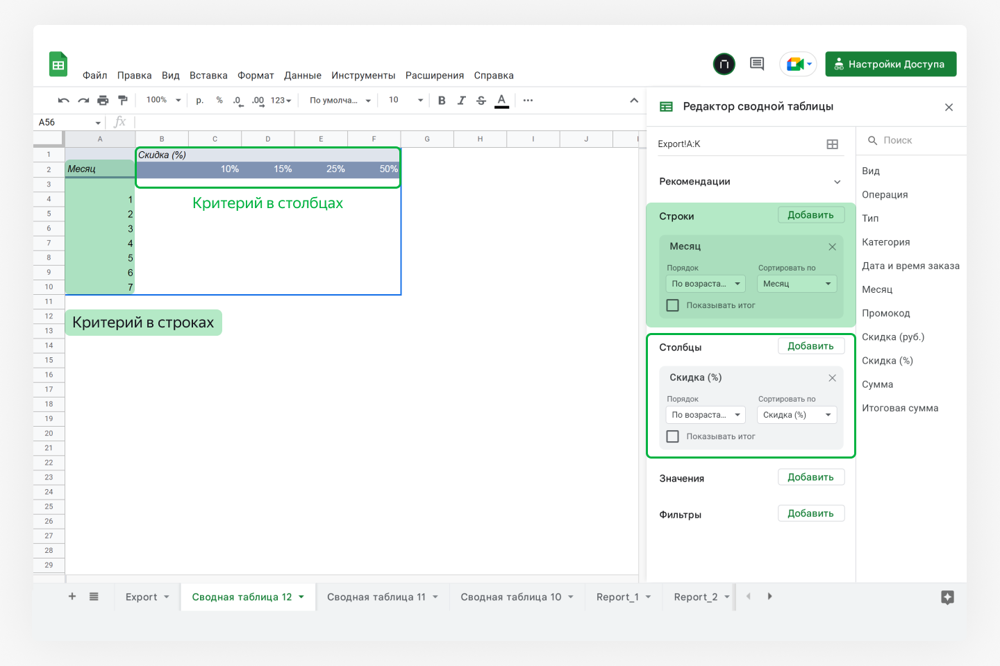 Файл Правка Вид Вставка Формат Данные Инструменты Расширения Справка
Настройки Доступа
100% р. % .0 .00 123 По умолча... 10 B I S A ...
A56 fx
A B C D E F G H I J
1 Скидка (%)
2 Месяц 10% 15% 25% 50%
3
4 1
5 2
6 3
7 4
8 5
9 6
10 7
Критерий в столбцах
11
12
13
Критерий в строках
14
15
16
17
18
19
20
21
22
23
24
25
26
27
28
29
Редактор сводной таблицы
Export!A:K
Рекомендации
Строки Добавить
Месяц
Порядок Сортировать по
По возраста... Месяц
Показывать итог
Столбцы Добавить
Скидка (%)
Порядок Сортировать по
По возраста... Скидка (%)
Показывать итог
Значения Добавить
Фильтры Добавить
Поиск
Вид
Операция
Тип
Категория
Дата и время заказа
Месяц
Промокод
Скидка (руб.)
Скидка (%)
Сумма
Итоговая сумма
+ Export Сводная таблица 12 Сводная таблица 11 Сводная таблица 10 Report_1 Report_2